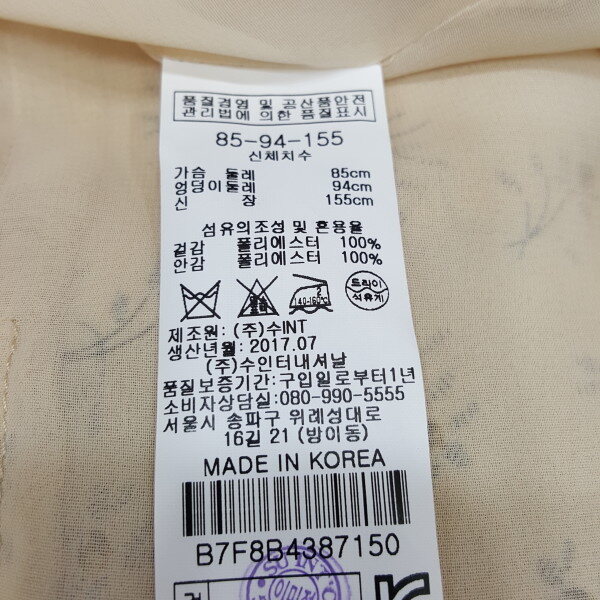 품질경영 및 공산품안전
관리법에 의한 품질표시
85-94-155
신체치수
가슴 둘레 85cm
엉덩이둘레 94cm
신 장 155cm
섬유의조성 및 혼용율
겉감 폴리에스터 100%
안감 폴리에스터 100%
2
140-160℃
드라이
석유계
제조원: (주)수INT
생산년월: 2017.07
(주)수인터내셔날
품질보증기간:구입일로부터1년
소비자상담실:080-990-5555
서울시 송파구 위례성대로
16길 21 (방이동)
MADE IN KOREA
B7F8B4387150